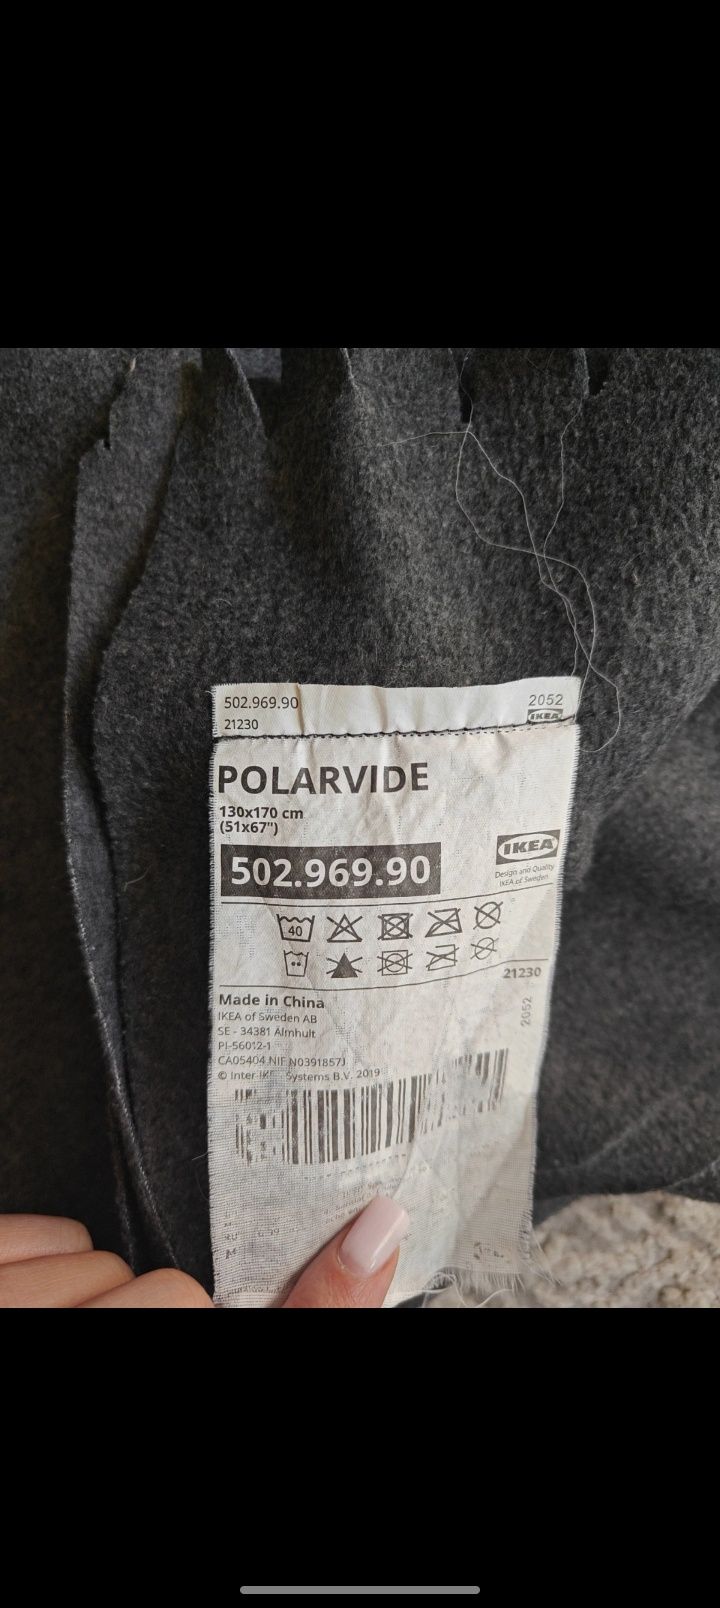 502.969.90
2052
21230
IKEA
POLARVIDE
130x170 cm
(51x67")
502.969.90
IKEA
Design and Quality
IKEA of Sweden
40
21230
2052
Made in China
IKEA of Sweden AB
SE - 34381 Älmhult
PI-56012-1
CA05404 NIF N0391857J
© Inter IKE Systems B.V. 2019